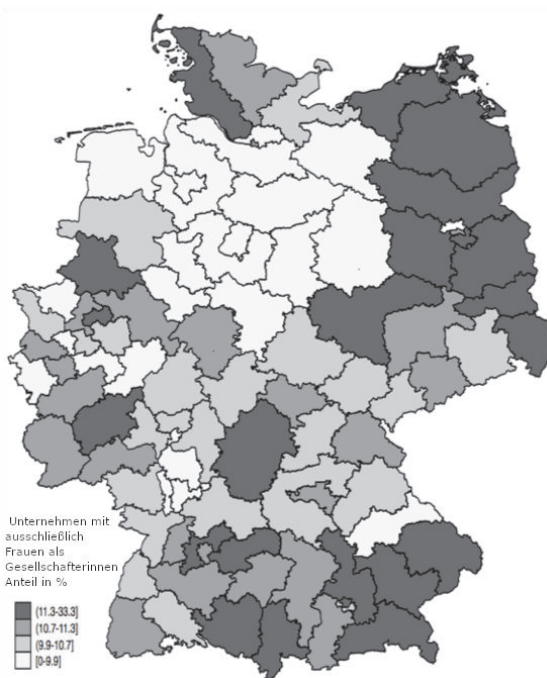 Unternehmen mit
ausschließlich
Frauen als
Gesellschafterinnen
Anteil in %
(11.3-33.3]
(10.7-11.3]
(9.9-10.7]
[0-9.9]